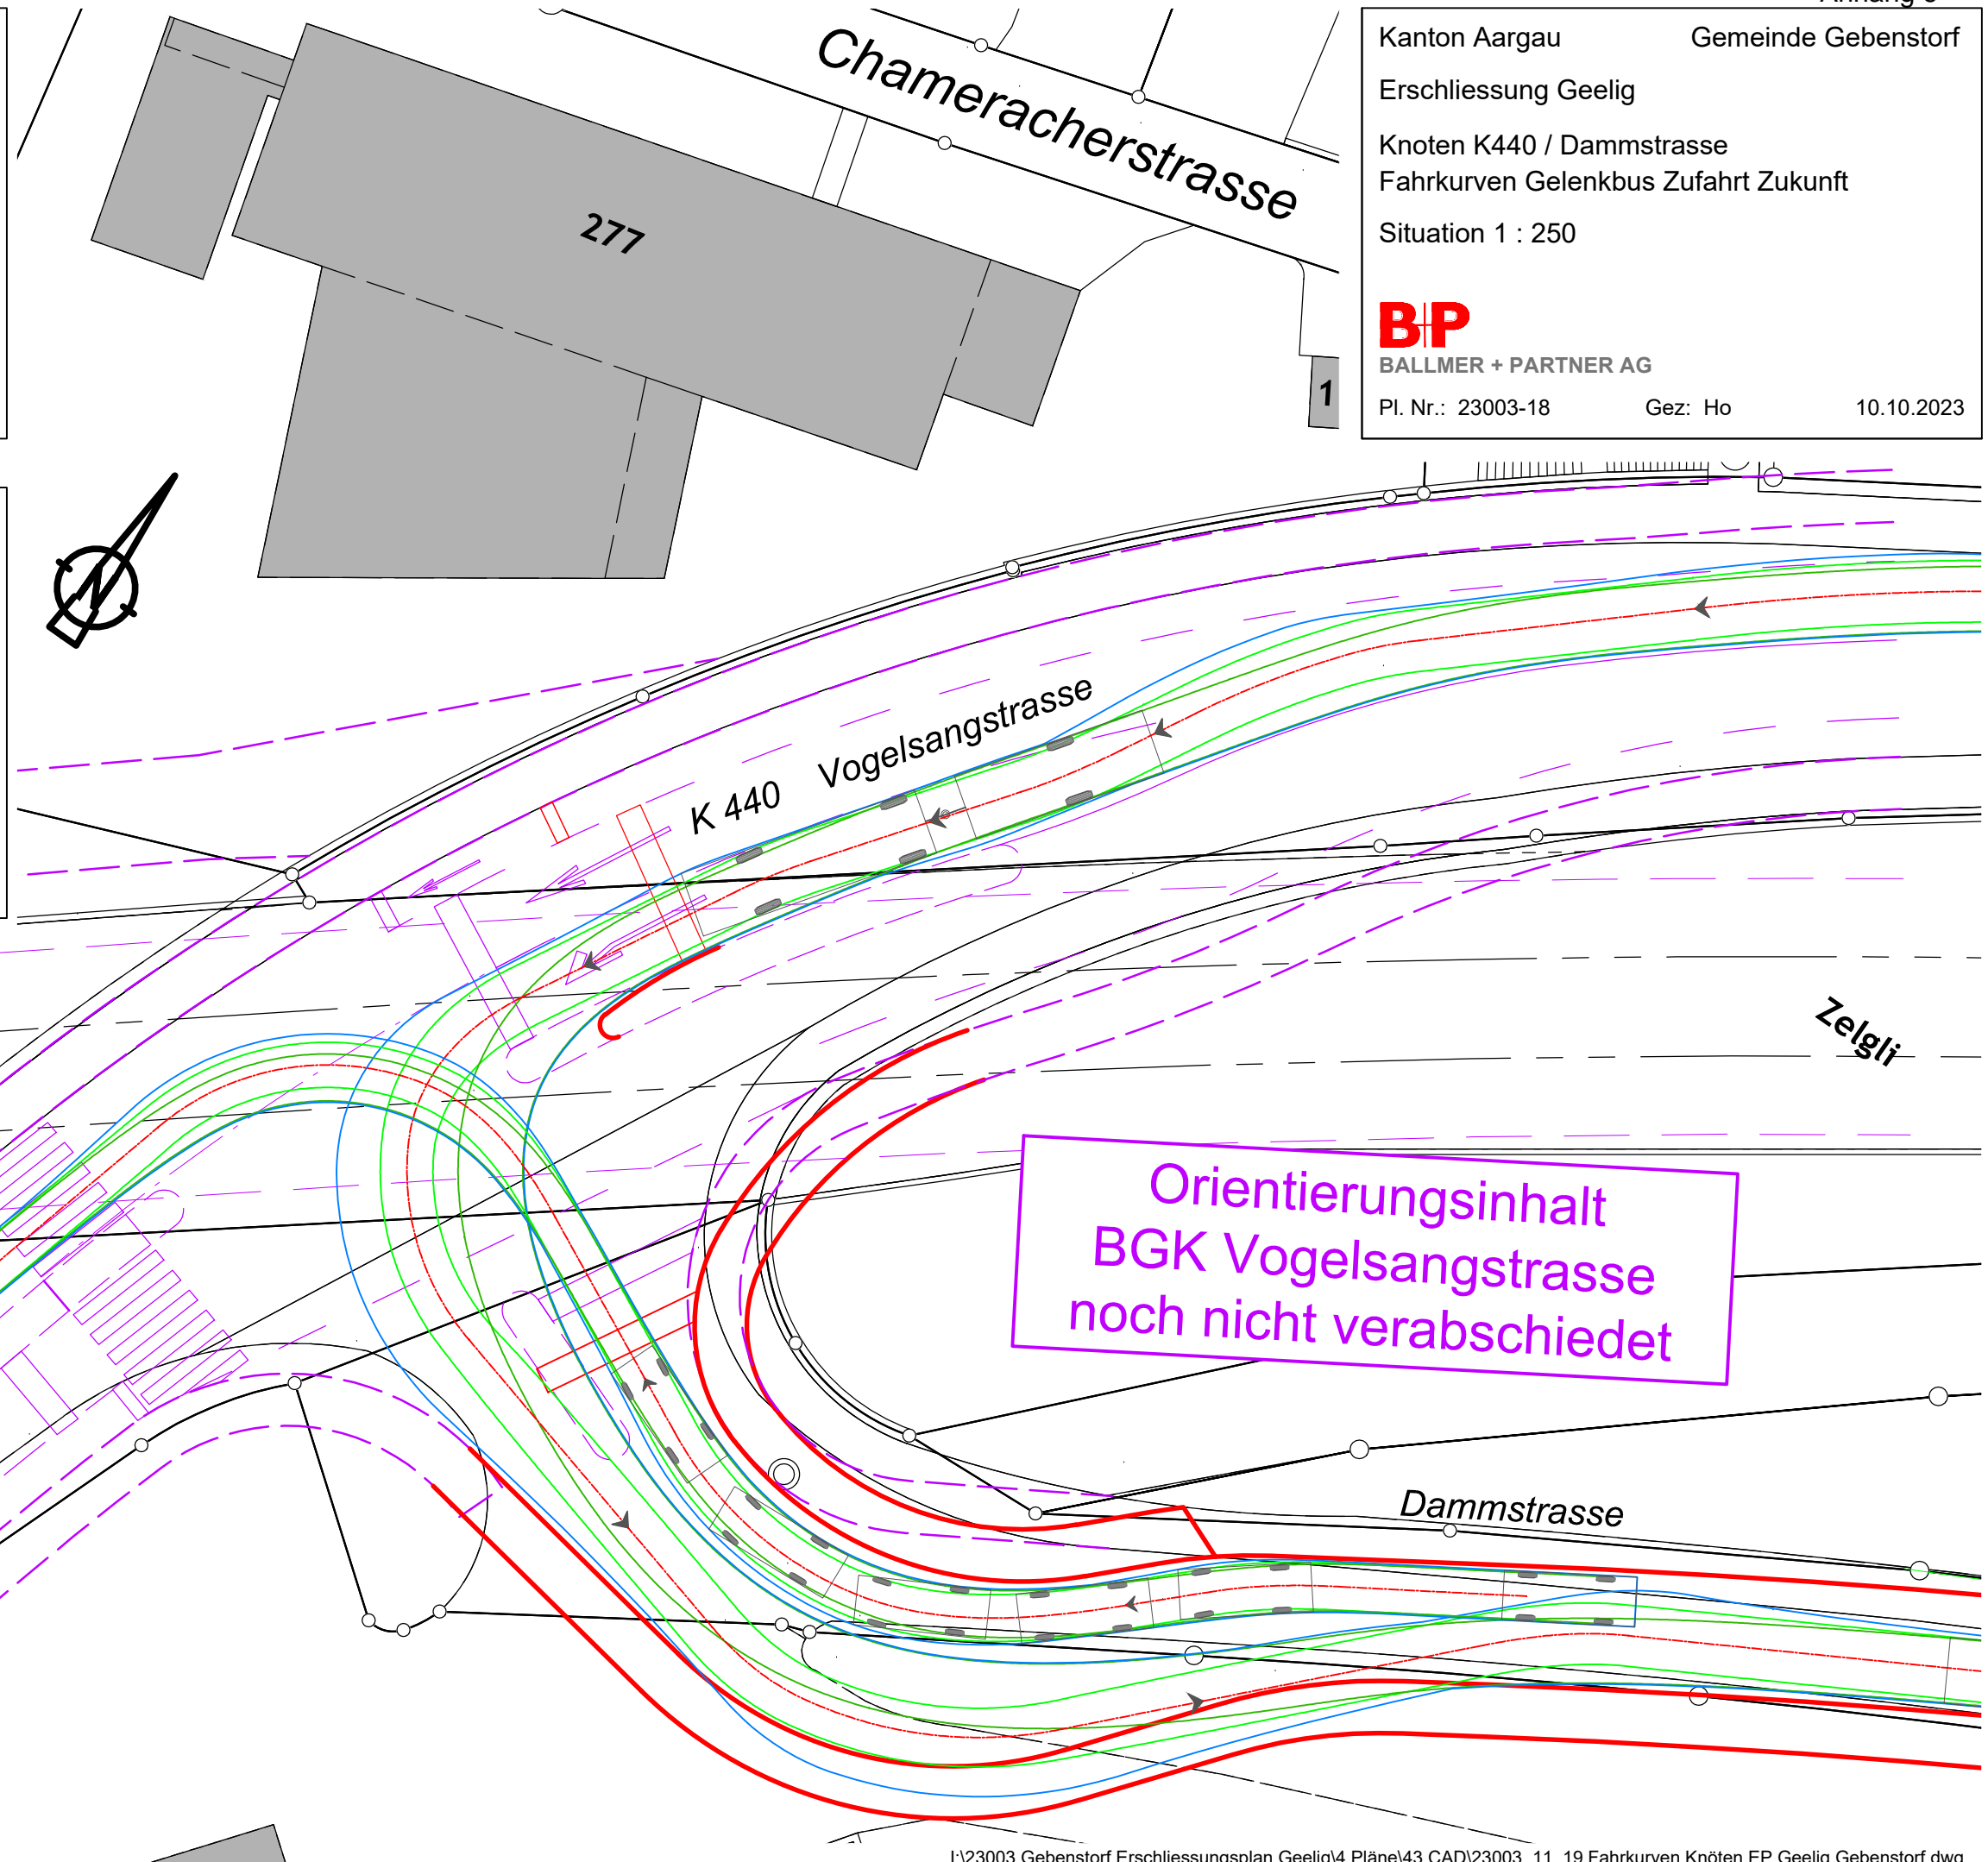 Kanton Aargau Gemeinde Gebenstorf
Erschliessung Geelig
Knoten K440 / Dammstrasse
Fahrkurven Gelenkbus Zufahrt Zukunft
Situation 1 : 250
B+P
BALLMER + PARTNER AG
Pl. Nr.: 23003-18 Gez: Ho 10.10.2023
Chameracherstrasse
277
1
N
K 440 Vogelsangstrasse
Zelgli
Orientierungsinhalt
BGK Vogelsangstrasse
noch nicht verabschiedet
Dammstrasse
I:\23003 Gebenstorf Erschliessungsplan Geelig\4 Pläne\43 CAD\23003_11_19 Fahrkurven Knöten EP Geelig Gebenstorf.dwg